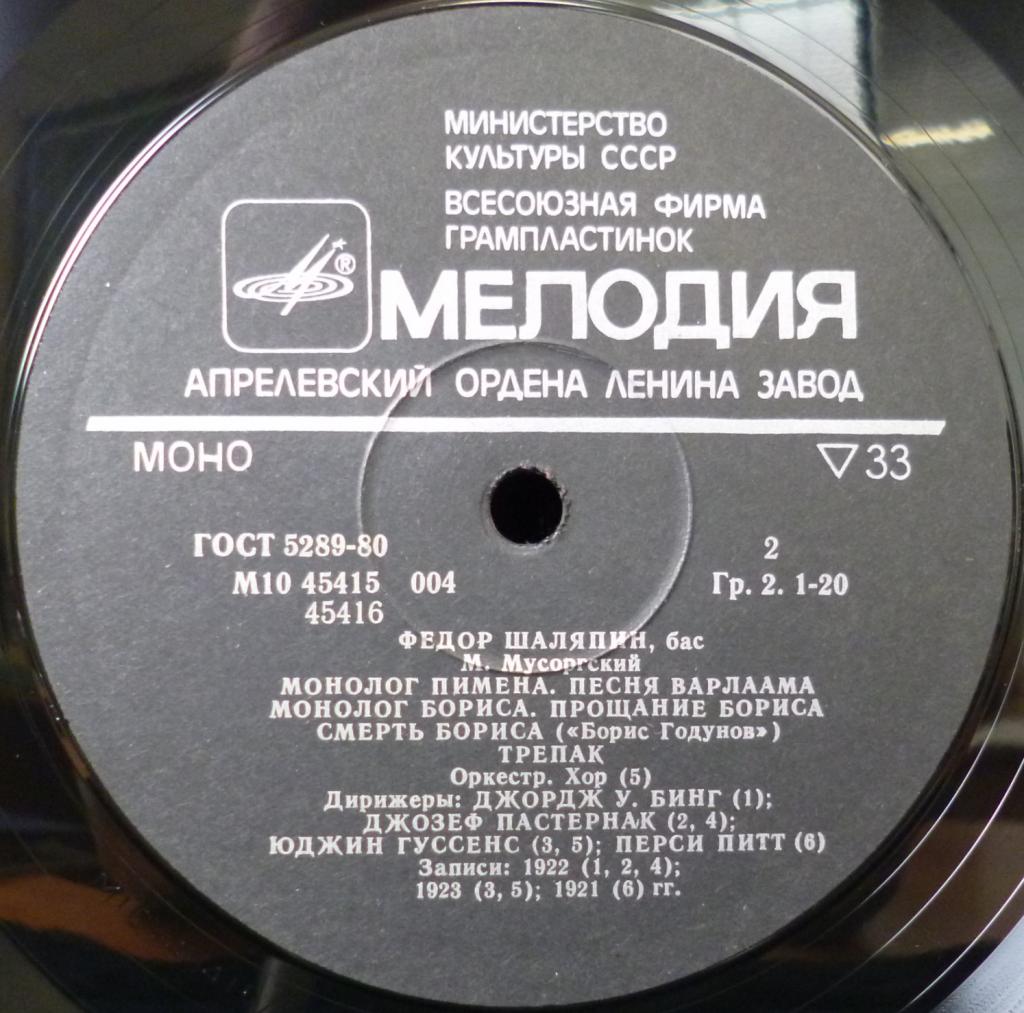 МИНИСТЕРСТВО
КУЛЬТУРЫ СССР
ВСЕСОЮЗНАЯ ФИРМА
ГРАМПЛАСТИНОК
®
МЕЛОДИЯ
АПРЕЛЕВСКИЙ ОРДЕНА ЛЕНИНА ЗАВОД
МОНО ▽33
ГОСТ 5289-80 2
М10 45415 004 Гр. 2. 1-20
45416
ФЕДОР ШАЛЯПИН, бас
М. Мусоргский
МОНОЛОГ ПИМЕНА. ПЕСНЯ ВАРЛААМА
МОНОЛОГ БОРИСА. ПРОЩАНИЕ БОРИСА
СМЕРТЬ БОРИСА («Борис Годунов»)
ТРЕПАК
Оркестр. Хор (5)
Дирижеры: ДЖОРДЖ У. БИНГ (1);
ДЖОЗЕФ ПАСТЕРНАК (2, 4);
ЮДЖИН ГУССЕНС (3, 5); ПЕРСИ ПИТТ (6)
Записи: 1922 (1, 2, 4);
1923 (3, 5); 1921 (6) гг.